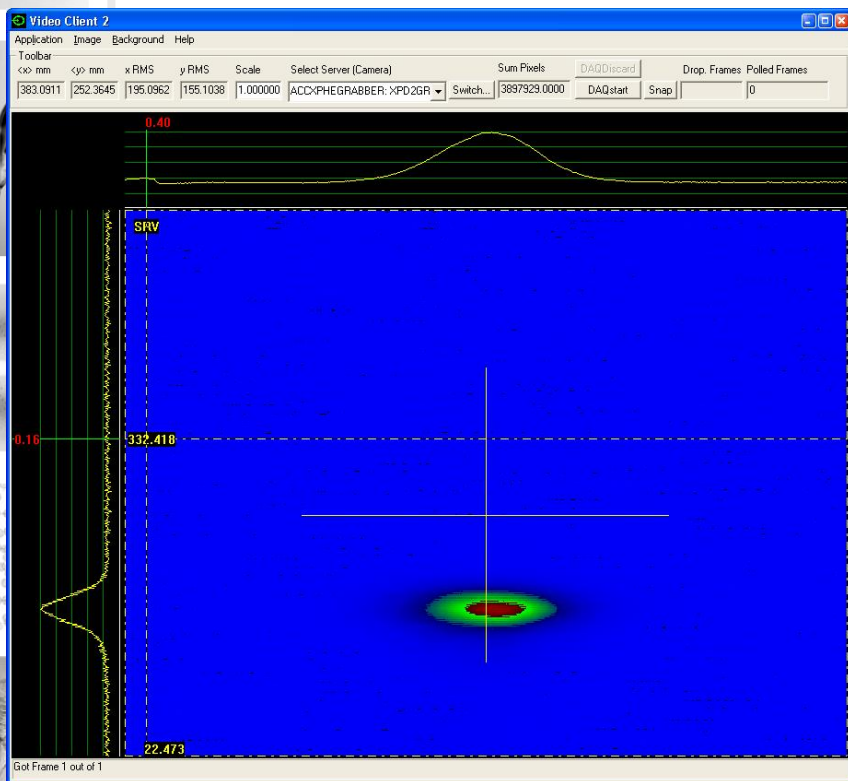 Video Client 2
Application Image Background Help
Toolbar
<x> mm <y> mm x RMS y RMS Scale Select Server (Camera) Sum Pixels DAQDiscard Drop. Frames Polled Frames
383.0911 252.3645 195.0962 155.1038 1.000000 ACCXPHEGRABBER: XPD2GR Switch... 3897929.0000 DAQstart Snap 0
0.40
SRV
0.16 332.418
22.473
Got Frame 1 out of 1